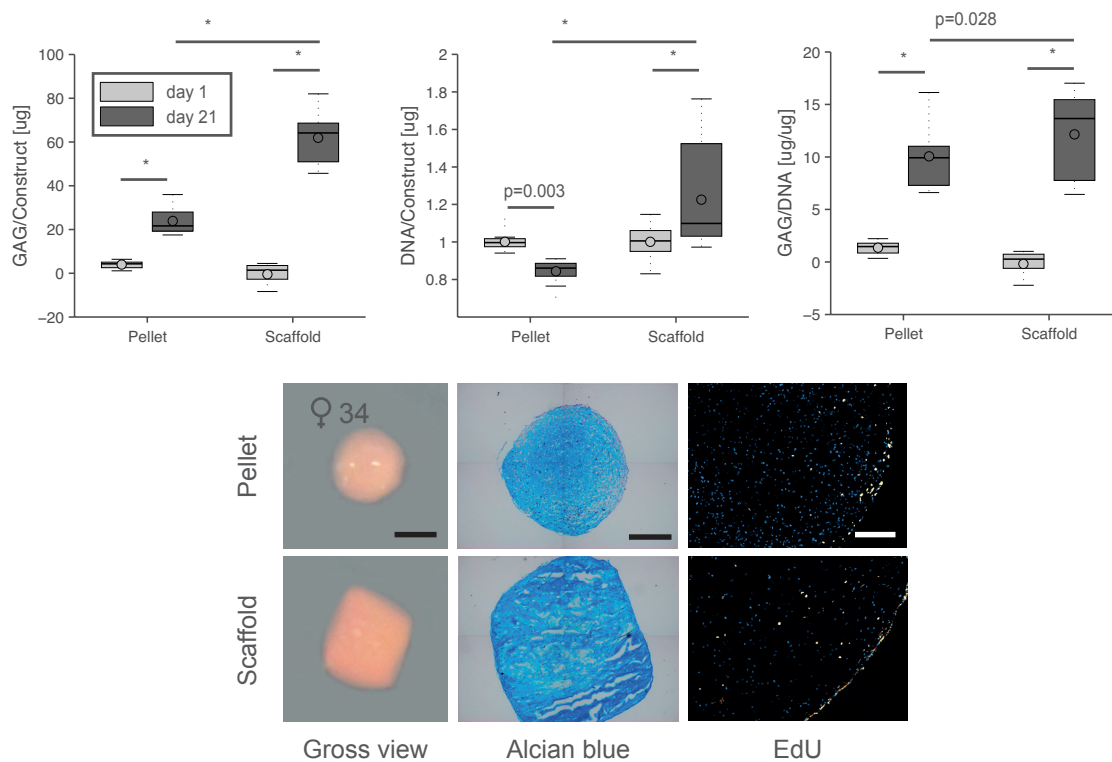 *
*
*
GAG/Construct [ug]
100
80
60
40
20
0
−20
day 1
day 21
Pellet
Scaffold
*
*
p=0.003
DNA/Construct [ug]
2
1.8
1.6
1.4
1.2
1
0.8
Pellet
Scaffold
p=0.028
*
*
GAG/DNA [ug/ug]
20
15
10
5
0
−5
Pellet
Scaffold
♀ 34
Pellet
Scaffold
Gross view
Alcian blue
EdU